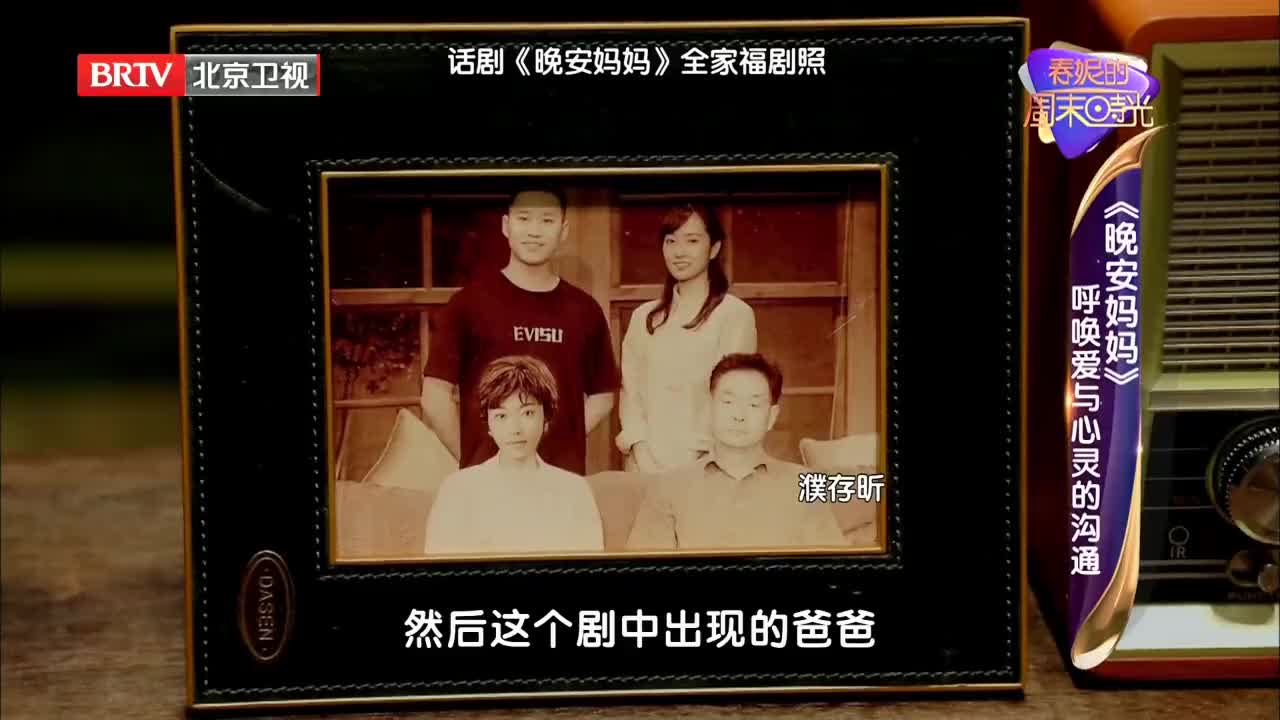 话剧《晚安妈妈》全家福剧照
BRTV 北京卫视
春妮的
周末时光
《晚安妈妈》
呼唤爱与心灵的沟通
EVISU
濮存昕
DASEN
IR
然后这个剧中出现的爸爸